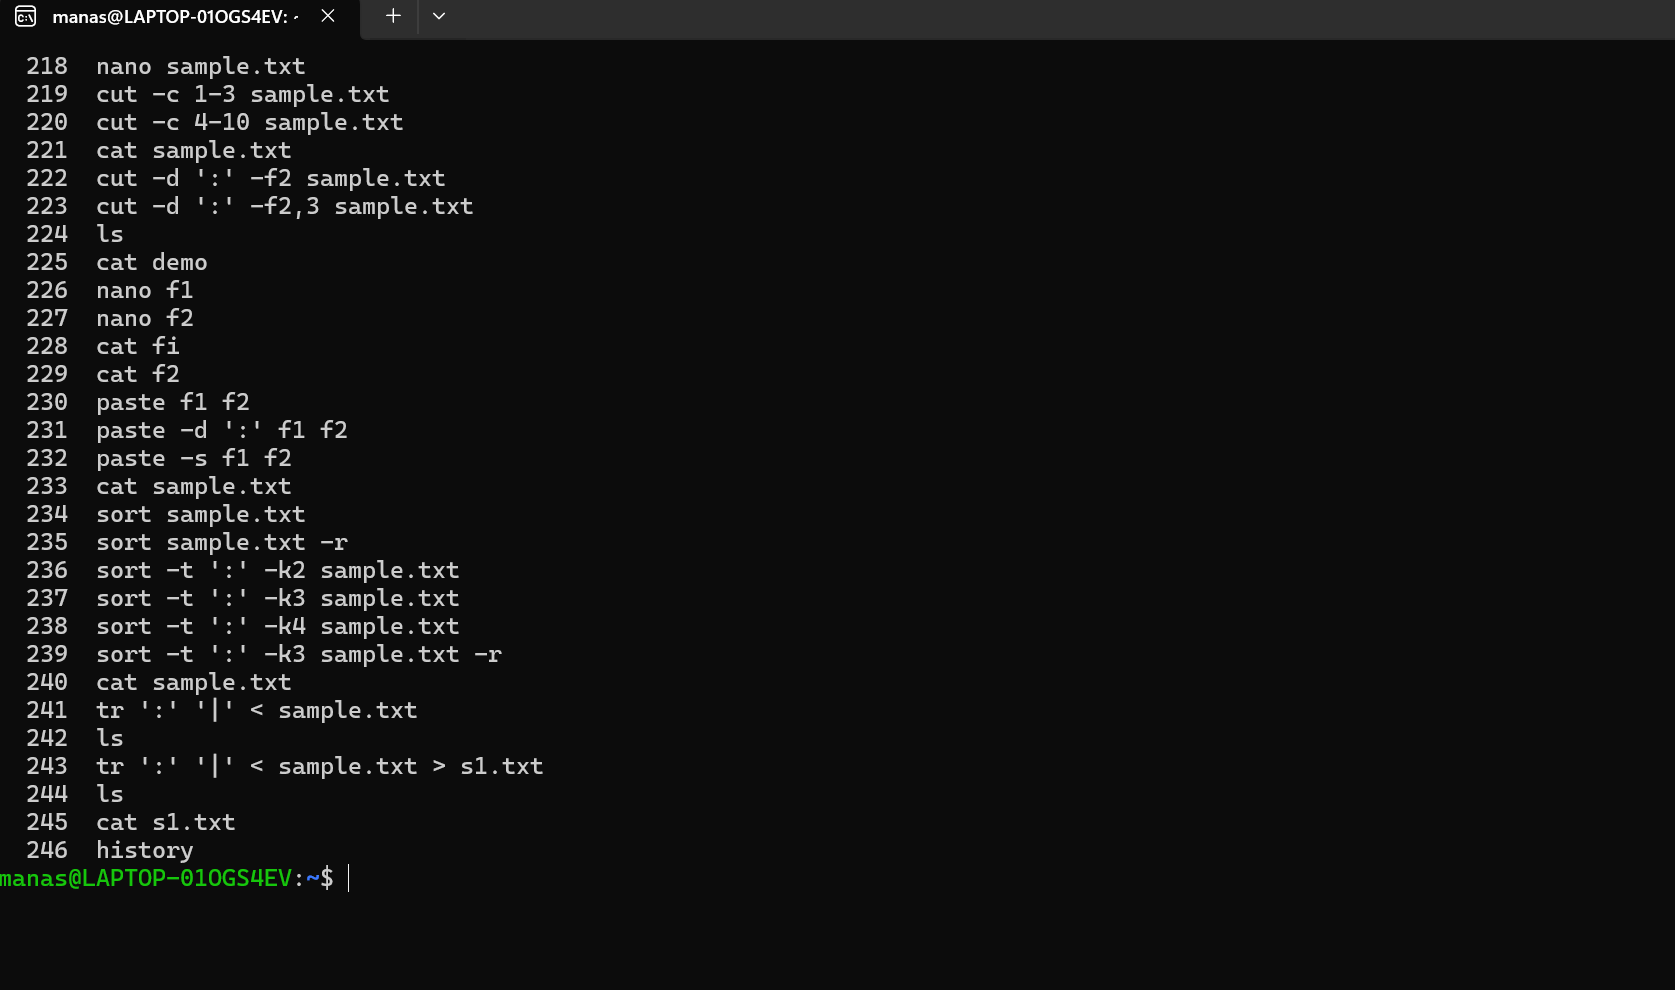 manas@LAPTOP-01OGS4EV: ~
218 nano sample.txt
219 cut -c 1-3 sample.txt
220 cut -c 4-10 sample.txt
221 cat sample.txt
222 cut -d ':' -f2 sample.txt
223 cut -d ':' -f2,3 sample.txt
224 ls
225 cat demo
226 nano f1
227 nano f2
228 cat fi
229 cat f2
230 paste f1 f2
231 paste -d ':' f1 f2
232 paste -s f1 f2
233 cat sample.txt
234 sort sample.txt
235 sort sample.txt -r
236 sort -t ':' -k2 sample.txt
237 sort -t ':' -k3 sample.txt
238 sort -t ':' -k4 sample.txt
239 sort -t ':' -k3 sample.txt -r
240 cat sample.txt
241 tr ':' '|' < sample.txt
242 ls
243 tr ':' '|' < sample.txt > s1.txt
244 ls
245 cat s1.txt
246 history
manas@LAPTOP-01OGS4EV:~$